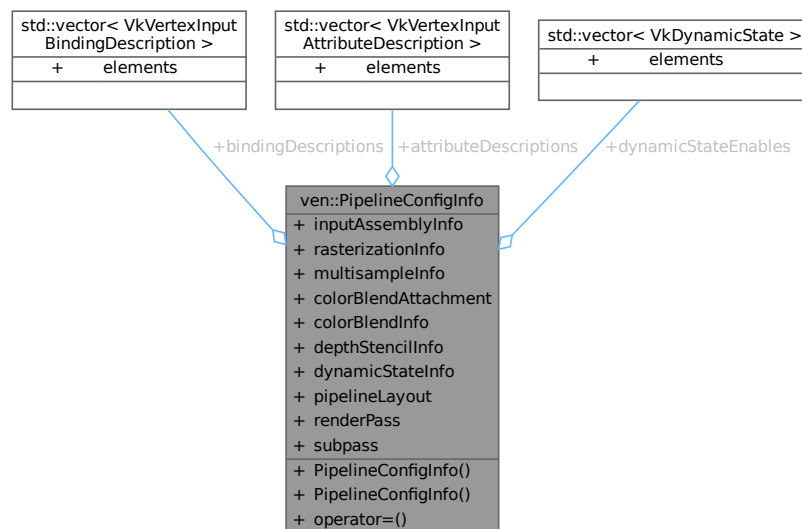 std::vector< VkVertexInput
BindingDescription >
+ elements
std::vector< VkVertexInput
AttributeDescription >
+ elements
std::vector< VkDynamicState >
+ elements
+bindingDescriptions
+attributeDescriptions
+dynamicStateEnables
ven::PipelineConfigInfo
+ inputAssemblyInfo
+ rasterizationInfo
+ multisampleInfo
+ colorBlendAttachment
+ colorBlendInfo
+ depthStencilInfo
+ dynamicStateInfo
+ pipelineLayout
+ renderPass
+ subpass
+ PipelineConfigInfo()
+ PipelineConfigInfo()
+ operator=()